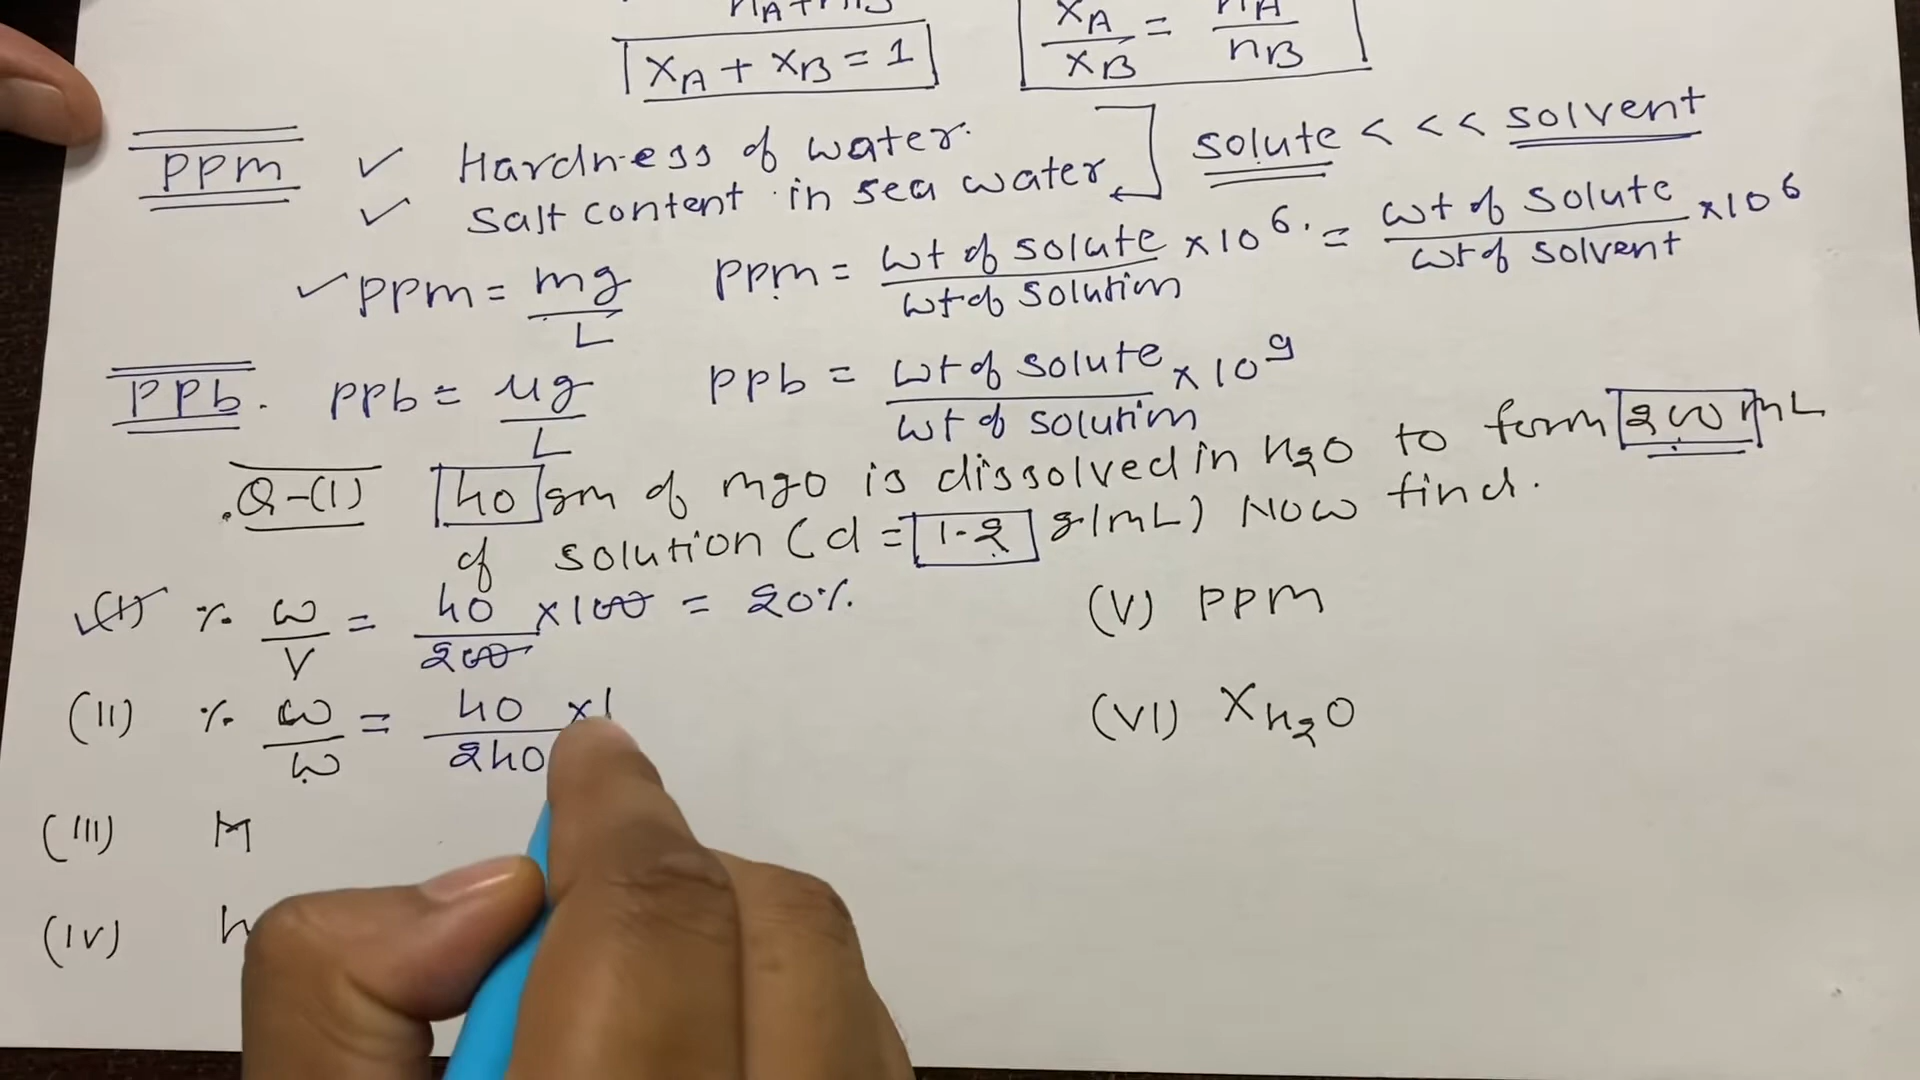 nA + nB
xA + xB = 1
xA/xB = nA/nB
PPm ✓ Hardness of water.
✓ Salt content in sea water
solute < < < solvent
✓ PPm = mg/L PPm = wt of solute/wt of solution × 10^6 = wt of solute/wt of solvent × 10^6
PPb. PPb = μg/L PPb = wt of solute/wt of solution × 10^9
Q-(1) 40 gm of mgo is dissolved in H2O to form 200 mL
of solution (d = 1.2 g/mL) Now find.
(I) % w/V = 40/200 × 100 = 20%.
(II) % w/w = 40/240 × 1
(III) M
(IV)
(V) PPM
(VI) XH2O